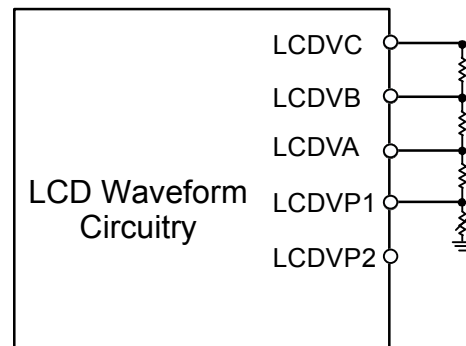 LCDVC
LCDVB
LCDVA
LCD Waveform
Circuitry
LCDVP1
LCDVP2